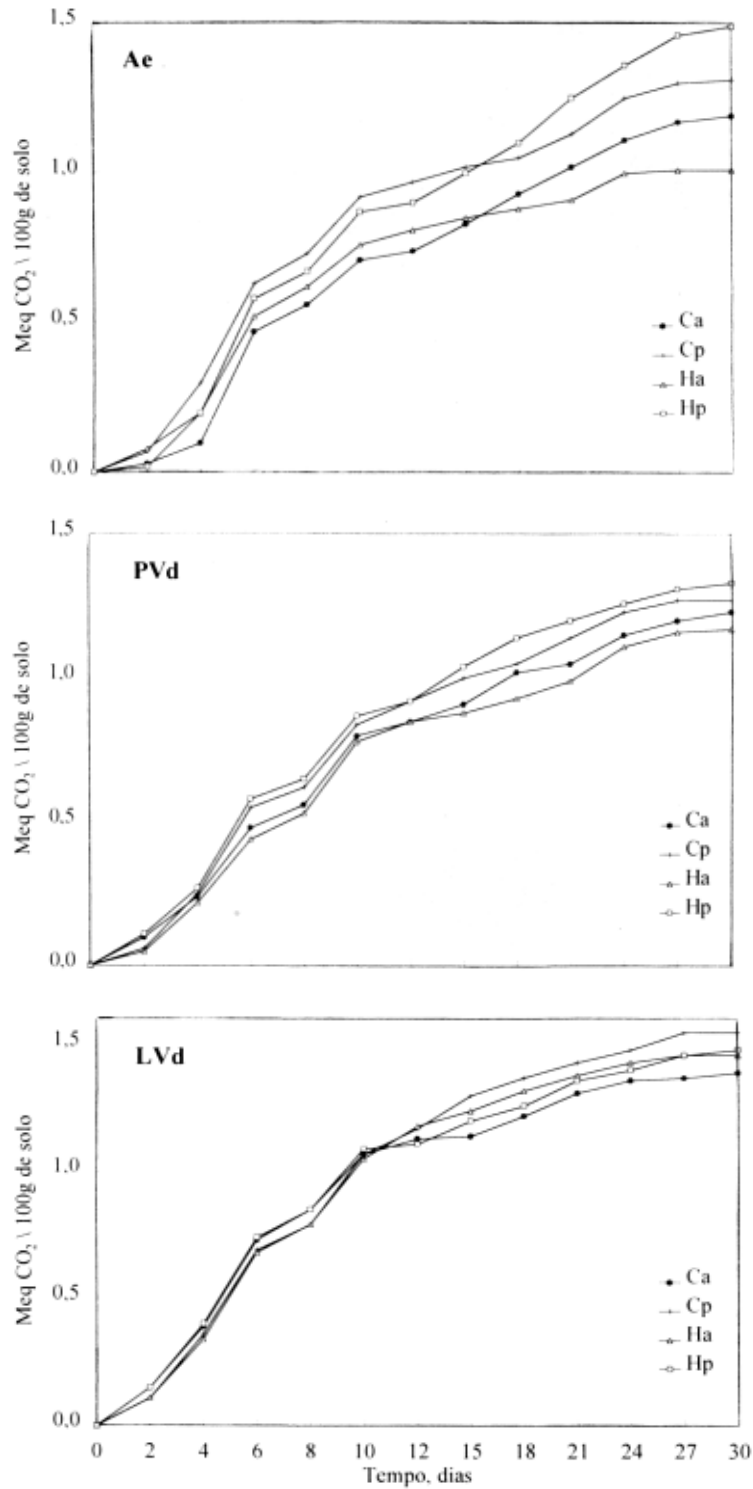 1,5
Ae
1,0
0,5
0,0
Meq CO₂ \ 100g de solo
Ca
Cp
Ha
Hp
1,5
PVd
1,0
0,5
0,0
Meq CO₂ \ 100g de solo
Ca
Cp
Ha
Hp
1,5
LVd
1,0
0,5
0,0
Meq CO₂ \ 100g de solo
Ca
Cp
Ha
Hp
0 2 4 6 8 10 12 15 18 21 24 27 30
Tempo, dias